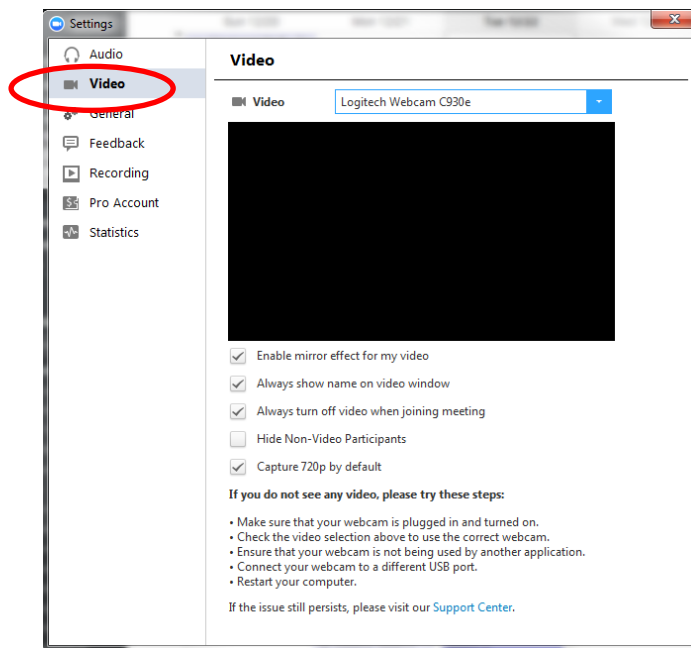 Settings
Audio
Video
General
Feedback
Recording
Pro Account
Statistics
Video
Video
Logitech Webcam C930e
Enable mirror effect for my video
Always show name on video window
Always turn off video when joining meeting
Hide Non-Video Participants
Capture 720p by default
If you do not see any video, please try these steps:
• Make sure that your webcam is plugged in and turned on.
• Check the video selection above to use the correct webcam.
• Ensure that your webcam is not being used by another application.
• Connect your webcam to a different USB port.
• Restart your computer.
If the issue still persists, please visit our Support Center.